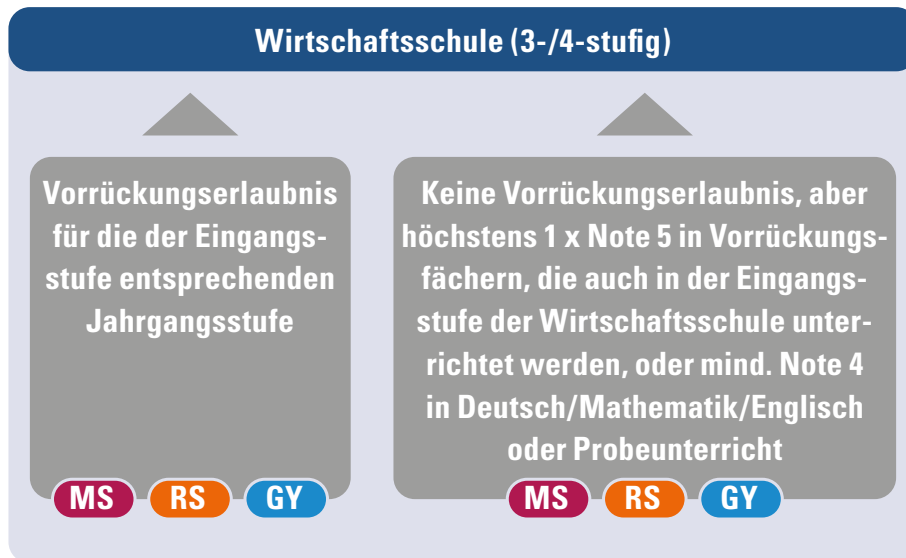 Wirtschaftsschule (3-/4-stufig)
Vorrückungserlaubnis
für die der Eingangs-
stufe entsprechenden
Jahrgangsstufe
MS RS GY
Keine Vorrückungserlaubnis, aber
höchstens 1 x Note 5 in Vorrückungs-
fächern, die auch in der Eingangs-
stufe der Wirtschaftsschule unter-
richtet werden, oder mind. Note 4
in Deutsch/Mathematik/Englisch
oder Probeunterricht
MS RS GY